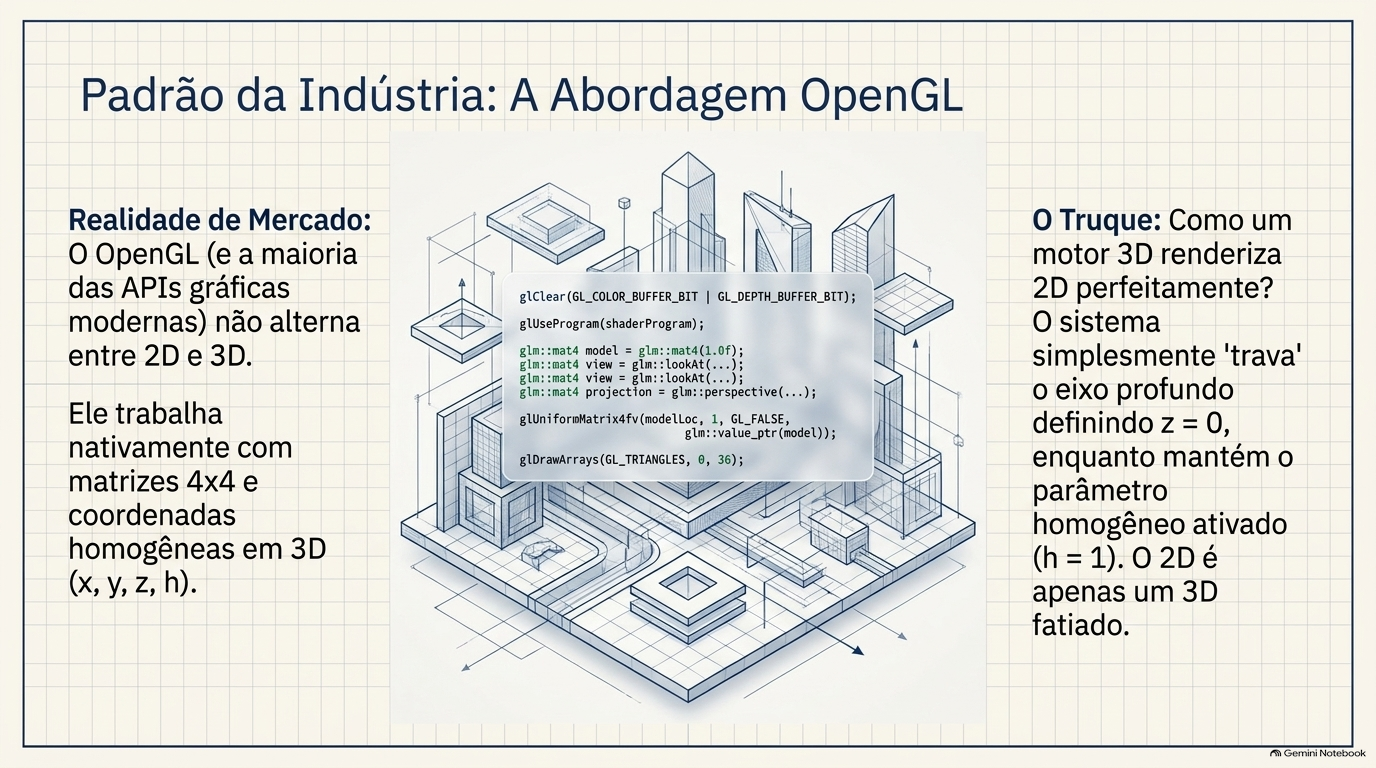 Padrão da Indústria: A Abordagem OpenGL
Realidade de Mercado:
O OpenGL (e a maioria
das APIs gráficas
modernas) não alterna
entre 2D e 3D.
Ele trabalha
nativamente com
matrizes 4x4 e
coordenadas
homogêneas em 3D
(x, y, z, h).
glClear(GL_COLOR_BUFFER_BIT | GL_DEPTH_BUFFER_BIT);
glUseProgram(shaderProgram);
glm::mat4 model = glm::mat4(1.0f);
glm::mat4 view = glm::lookAt(...);
glm::mat4 view = glm::lookAt(...);
glm::mat4 projection = glm::perspective(...);
glUniformMatrix4fv(modelLoc, 1, GL_FALSE,
glm::value_ptr(model));
glDrawArrays(GL_TRIANGLES, 0, 36);
O Truque: Como um
motor 3D renderiza
2D perfeitamente?
O sistema
simplesmente 'trava'
o eixo profundo
definindo z = 0,
enquanto mantém o
parâmetro
homogêneo ativado
(h = 1). O 2D é
apenas um 3D
fatiado.
Gemini Notebook